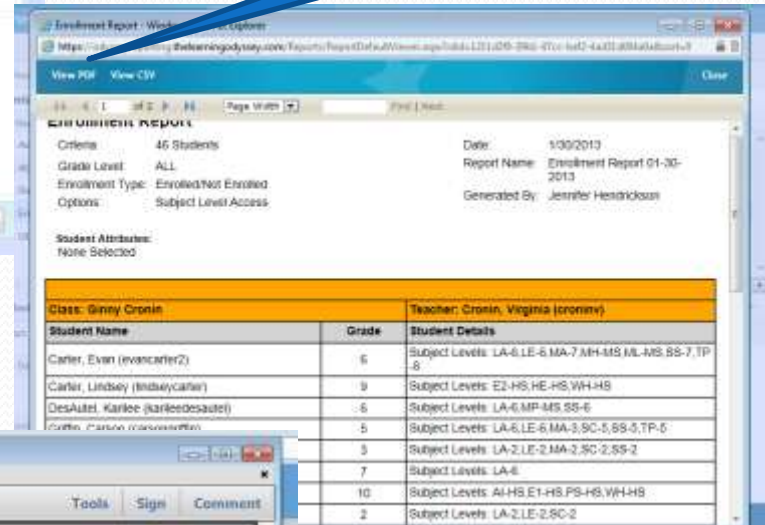 Enrollment Report - Windows Explorer
thelearningodyssey.com
View PDF View CSV Close
1 of 2 Page Width Find | Next
Enrollment Report
Criteria: 46 Students Date: 1/30/2013
Grade Level: ALL Report Name: Enrollment Report 01-30-2013
Enrollment Type: Enrolled/Not Enrolled
Options: Subject Level Access Generated By: Jennifer Hendrickson
Student Attributes:
None Selected
Class: Ginny Cronin Teacher: Cronin, Virginia (croninv)
Student Name Grade Student Details
Carter, Evan (evancarter2) 6 Subject Levels: LA-6,LE-6,MA-7,MH-MS,ML-MS,SS-7,TP
Carter, Lindsey (lindseycarter) 9 Subject Levels: E2-HS,HE-HS,WH-HS
DesAutel, Karilee (karileedesautel) 6 Subject Levels: LA-6,MP-MS,SS-6
Griffin, Carson (carsongriffin) 5 Subject Levels: LA-6,LE-6,MA-3,SC-5,SS-5,TP-5
3 Subject Levels: LA-2,LE-2,MA-2,SC-2,SS-2
7 Subject Levels: LA-6
10 Subject Levels: AI-HS,E1-HS,PS-HS,WH-HS
2 Subject Levels: LA-2,LE-2,SC-2
Tools Sign Comment